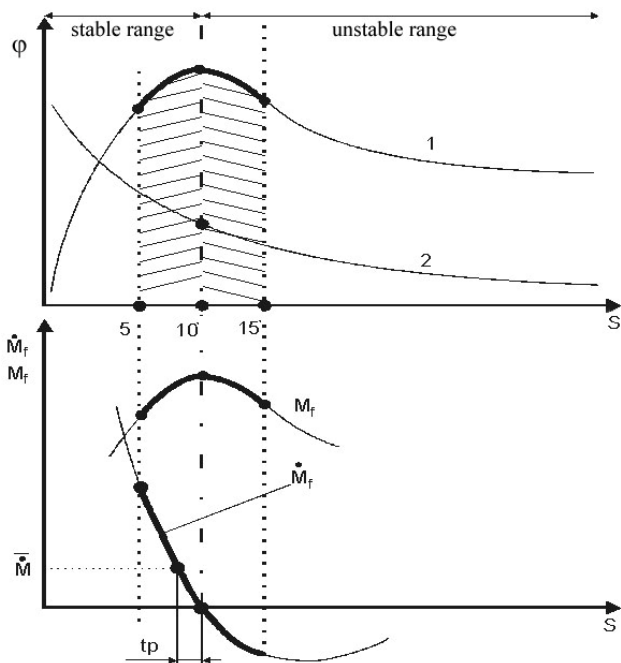 stable range unstable range
φ
1
2
5 10 15 S
Ṁf
Mf
Mf
Ṁf
M̅̇
S
tp